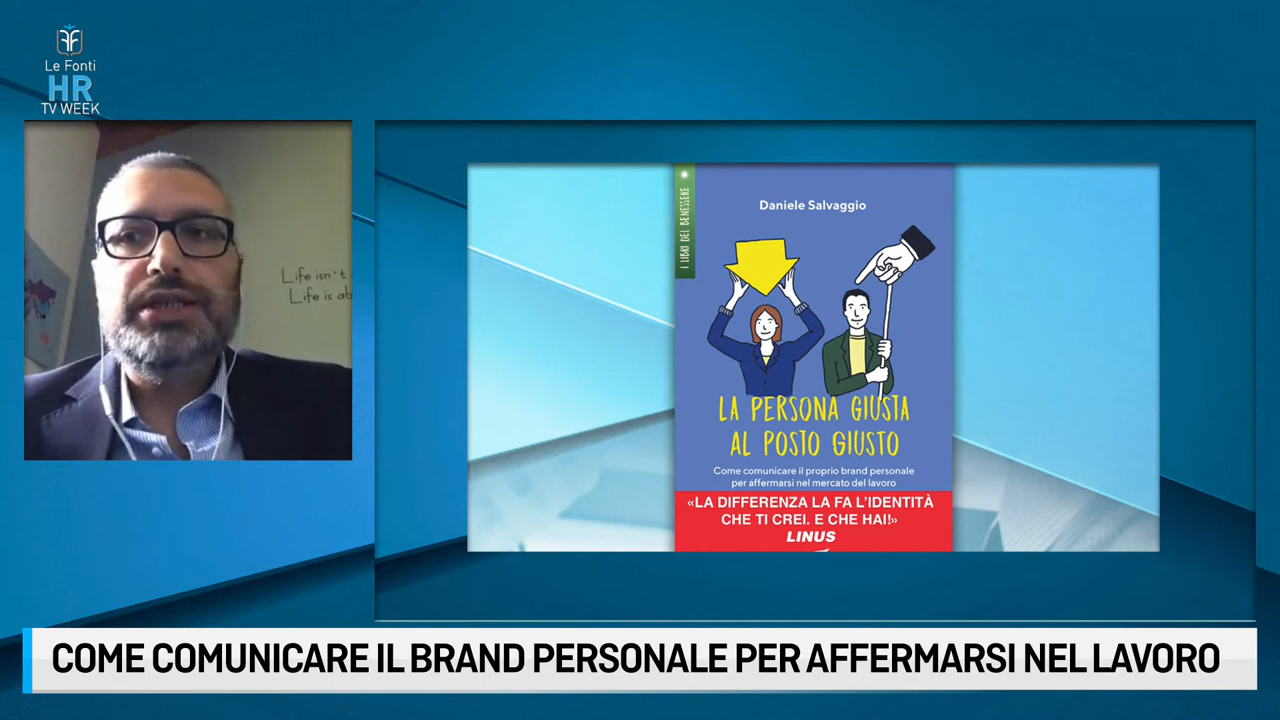 Le Fonti
HR
TV WEEK
Life isn't
Life is
I LIBRI DEL BENESSERE
Daniele Salvaggio
LA PERSONA GIUSTA
AL POSTO GIUSTO
Come comunicare il proprio brand personale
per affermarsi nel mercato del lavoro
«LA DIFFERENZA LA FA L'IDENTITÀ
CHE TI CREI. E CHE HAI!»
LINUS
COME COMUNICARE IL BRAND PERSONALE PER AFFERMARSI NEL LAVORO